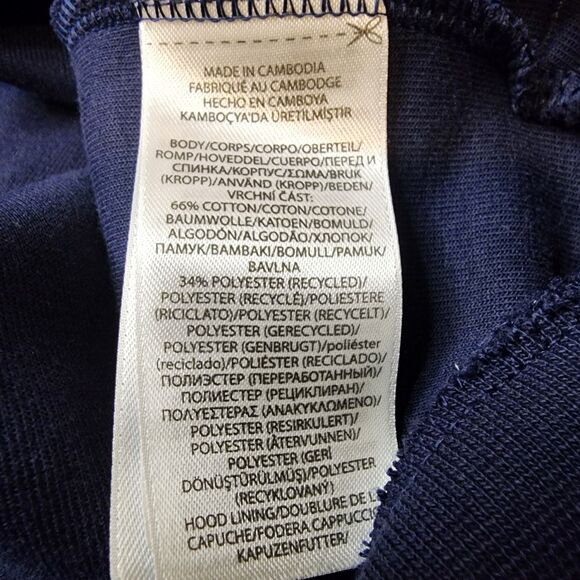 MADE IN CAMBODIA
FABRIQUÉ AU CAMBODGE
HECHO EN CAMBOYA
KAMBOÇYA'DA ÜRETİLMİŞTİR
BODY/CORPS/CORPO/OBERTEIL/
ROMP/HOVEDDEL/CUERPO/ПЕРЕД И
СПИНКА/КОРПУС/ΣΩΜΑ/BRUK
(KROPP)/ANVÄND (KROPP)/BEDEN/
VRCHNÍ ČÁST:
66% COTTON/COTON/COTONE/
BAUMWOLLE/KATOEN/BOMULD/
ALGODÓN/ALGODÃO/ХЛОПОК/
ПАМУК/ΒΑΜΒΑΚΙ/BOMULL/PAMUK/
BAVLNA
34% POLYESTER (RECYCLED)/
POLYESTER (RECYCLÉ)/POLIESTERE
(RICICLATO)/POLYESTER (RECYCELT)/
POLYESTER (GERECYCLED)/
POLYESTER (GENBRUGT)/poliéster
(reciclado)/POLIÉSTER (RECICLADO)/
ПОЛИЭСТЕР (ПЕРЕРАБОТАННЫЙ)/
ПОЛИЕСТЕР (РЕЦИКЛИРАН)/
ΠΟΛΥΕΣΤΕΡΑΣ (ΑΝΑΚΥΚΛΩΜΕΝΟ)/
POLYESTER (RESIRKULERT)/
POLYESTER (ÅTERVUNNEN)/
POLYESTER (GERİ
DÖNÜŞTÜRÜLMÜŞ)/POLYESTER
(RECYKLOVANÝ)
HOOD LINING/DOUBLURE DE
CAPUCHE/FODERA CAPPUCCIO
KAPUZENFUTTER/